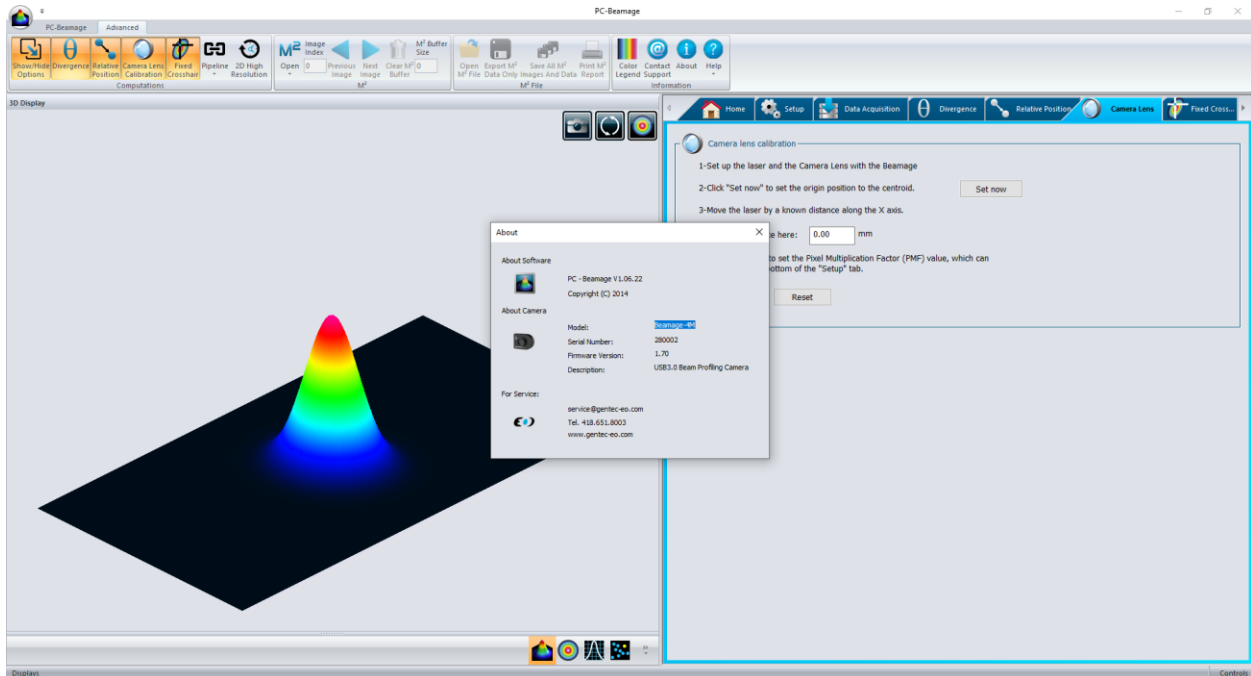 PC-Beamage
PC-Beamage Advanced
Show/Hide Options
Divergence
Relative Position
Camera Lens Calibration
Fixed Crosshair
Pipeline
2D High Resolution
Computations
M²
Open
Image Index
0
Previous Image
Next Image
Clear M² Buffer
M² Buffer Size
0
M²
Open M² File
Export M² Data Only
Save All M² Images And Data
Print M² Report
M² File
Color Legend
Contact Support
About
Help
Information
3D Display
Home
Setup
Data Acquisition
Divergence
Relative Position
Camera Lens
Fixed Cross...
Camera lens calibration
1-Set up the laser and the Camera Lens with the Beamage
2-Click "Set now" to set the origin position to the centroid.
Set now
3-Move the laser by a known distance along the X axis.
e here: 0.00 mm
to set the Pixel Multiplication Factor (PMF) value, which can
ottom of the "Setup" tab.
Reset
About
About Software
PC - Beamage V1.06.22
Copyright (C) 2014
About Camera
Model: Beamage-4M
Serial Number: 280002
Firmware Version: 1.70
Description: USB3.0 Beam Profiling Camera
For Service:
service@gentec-eo.com
Tel. 418.651.8003
www.gentec-eo.com
Displays
Controls